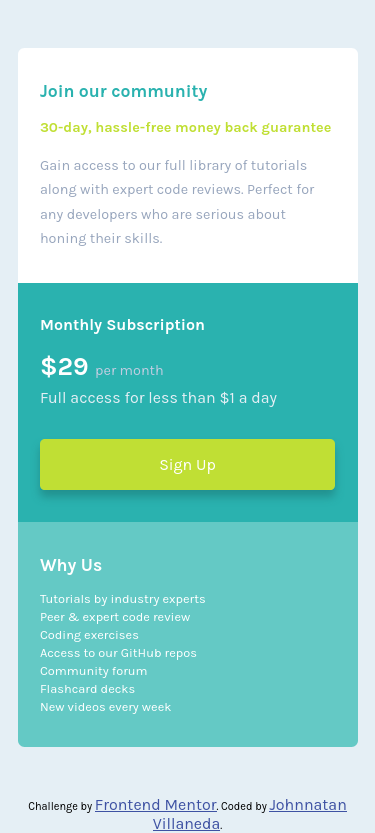 Join our community
30-day, hassle-free money back guarantee
Gain access to our full library of tutorials
along with expert code reviews. Perfect for
any developers who are serious about
honing their skills.
Monthly Subscription
$29 per month
Full access for less than $1 a day
Sign Up
Why Us
Tutorials by industry experts
Peer & expert code review
Coding exercises
Access to our GitHub repos
Community forum
Flashcard decks
New videos every week
Challenge by Frontend Mentor. Coded by Johnnatan
Villaneda.